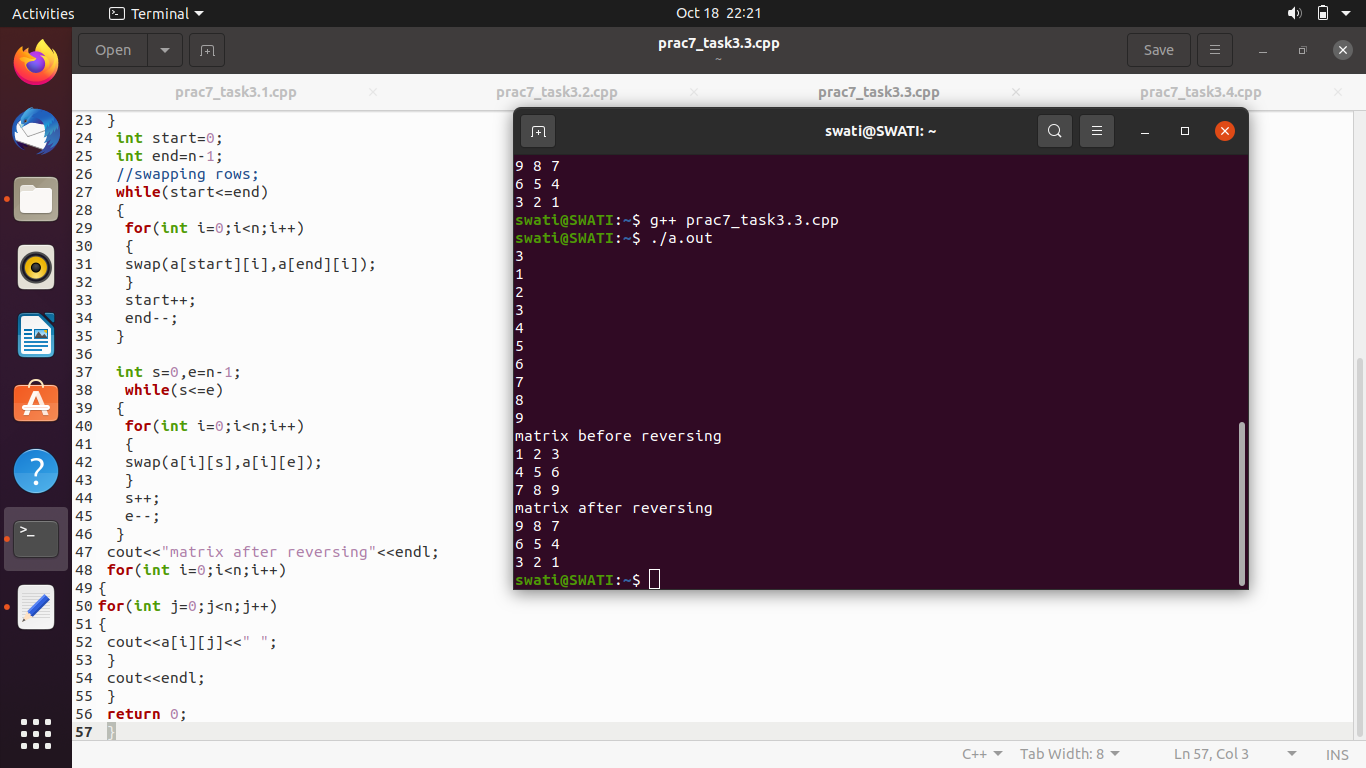 Activities
Terminal
Oct 18 22:21
Open
prac7_task3.3.cpp
~
Save
prac7_task3.1.cpp
prac7_task3.2.cpp
prac7_task3.3.cpp
prac7_task3.4.cpp
23 }
24 int start=0;
25 int end=n-1;
26 //swapping rows;
27 while(start<=end)
28 {
29 for(int i=0;i<n;i++)
30 {
31 swap(a[start][i],a[end][i]);
32 }
33 start++;
34 end--;
35 }
36
37 int s=0,e=n-1;
38 while(s<=e)
39 {
40 for(int i=0;i<n;i++)
41 {
42 swap(a[i][s],a[i][e]);
43 }
44 s++;
45 e--;
46 }
47 cout<<"matrix after reversing"<<endl;
48 for(int i=0;i<n;i++)
49 {
50 for(int j=0;j<n;j++)
51 {
52 cout<<a[i][j]<<" ";
53 }
54 cout<<endl;
55 }
56 return 0;
57 }
swati@SWATI: ~
9 8 7
6 5 4
3 2 1
swati@SWATI:~$ g++ prac7_task3.3.cpp
swati@SWATI:~$ ./a.out
3
1
2
3
4
5
6
7
8
9
matrix before reversing
1 2 3
4 5 6
7 8 9
matrix after reversing
9 8 7
6 5 4
3 2 1
swati@SWATI:~$
C++
Tab Width: 8
Ln 57, Col 3
INS